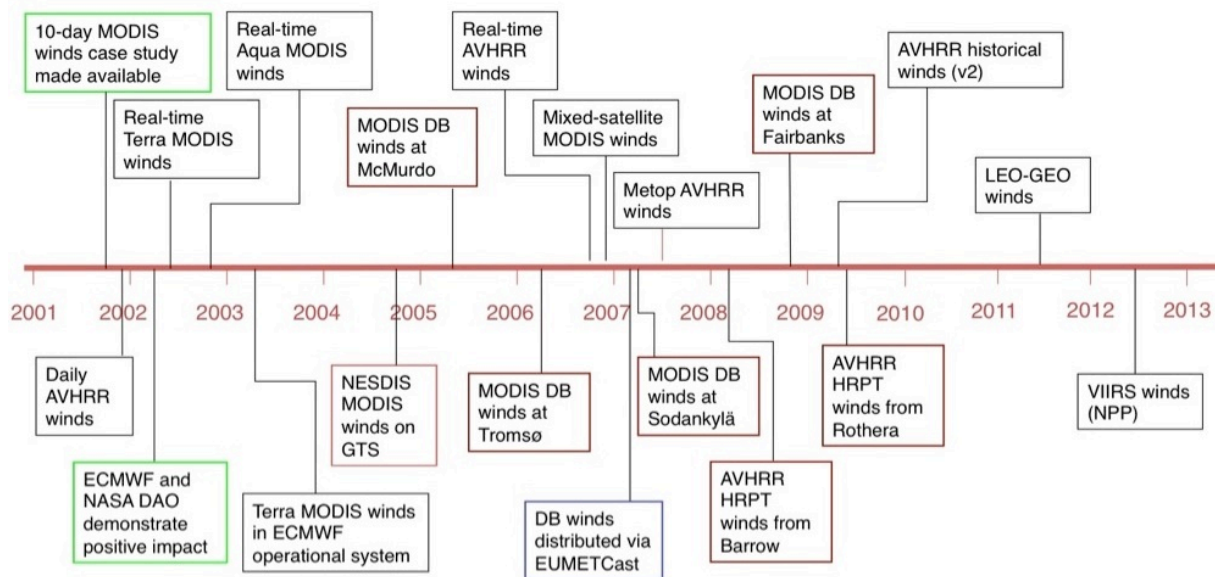 10-day MODIS
winds case study
made available
Real-time
Terra MODIS
winds
Real-time
Aqua MODIS
winds
MODIS DB
winds at
McMurdo
Real-time
AVHRR
winds
Mixed-satellite
MODIS winds
Metop AVHRR
winds
MODIS DB
winds at
Fairbanks
AVHRR historical
winds (v2)
LEO-GEO
winds
2001 2002 2003 2004 2005 2006 2007 2008 2009 2010 2011 2012 2013
Daily
AVHRR
winds
ECMWF and
NASA DAO
demonstrate
positive impact
Terra MODIS winds
in ECMWF
operational system
NESDIS
MODIS
winds on
GTS
MODIS DB
winds at
Tromsø
DB winds
distributed via
EUMETCast
MODIS DB
winds at
Sodankylä
AVHRR
HRPT
winds from
Barrow
AVHRR
HRPT
winds from
Rothera
VIIRS winds
(NPP)